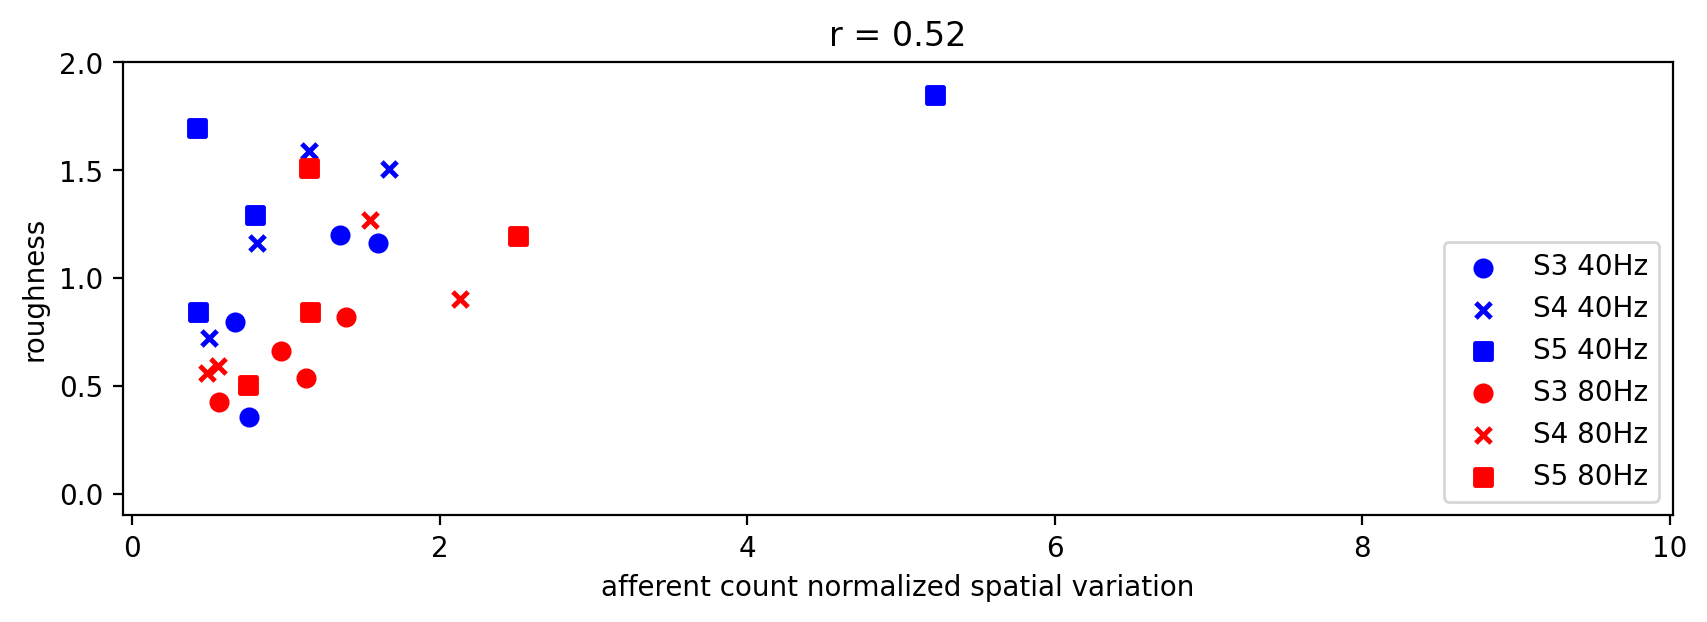 r = 0.52
2.0
1.5
1.0
0.5
0.0
roughness
0 2 4 6 8 10
afferent count normalized spatial variation
S3 40Hz
S4 40Hz
S5 40Hz
S3 80Hz
S4 80Hz
S5 80Hz